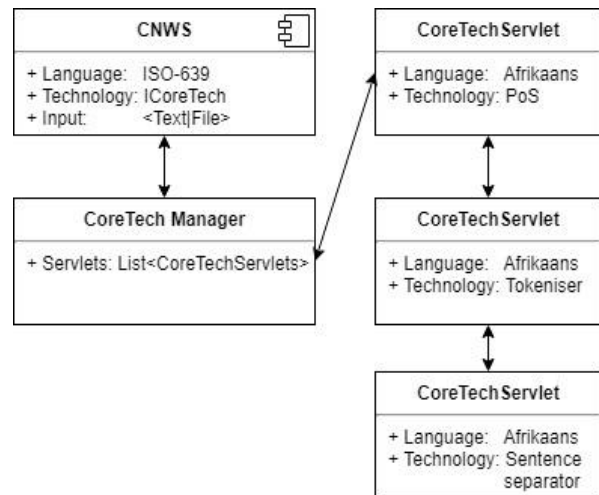 CNWS
+ Language: ISO-639
+ Technology: ICoreTech
+ Input: <Text|File>
CoreTech Manager
+ Servlets: List<CoreTechServlets>
CoreTechServlet
+ Language: Afrikaans
+ Technology: PoS
CoreTechServlet
+ Language: Afrikaans
+ Technology: Tokeniser
CoreTechServlet
+ Language: Afrikaans
+ Technology: Sentence
separator